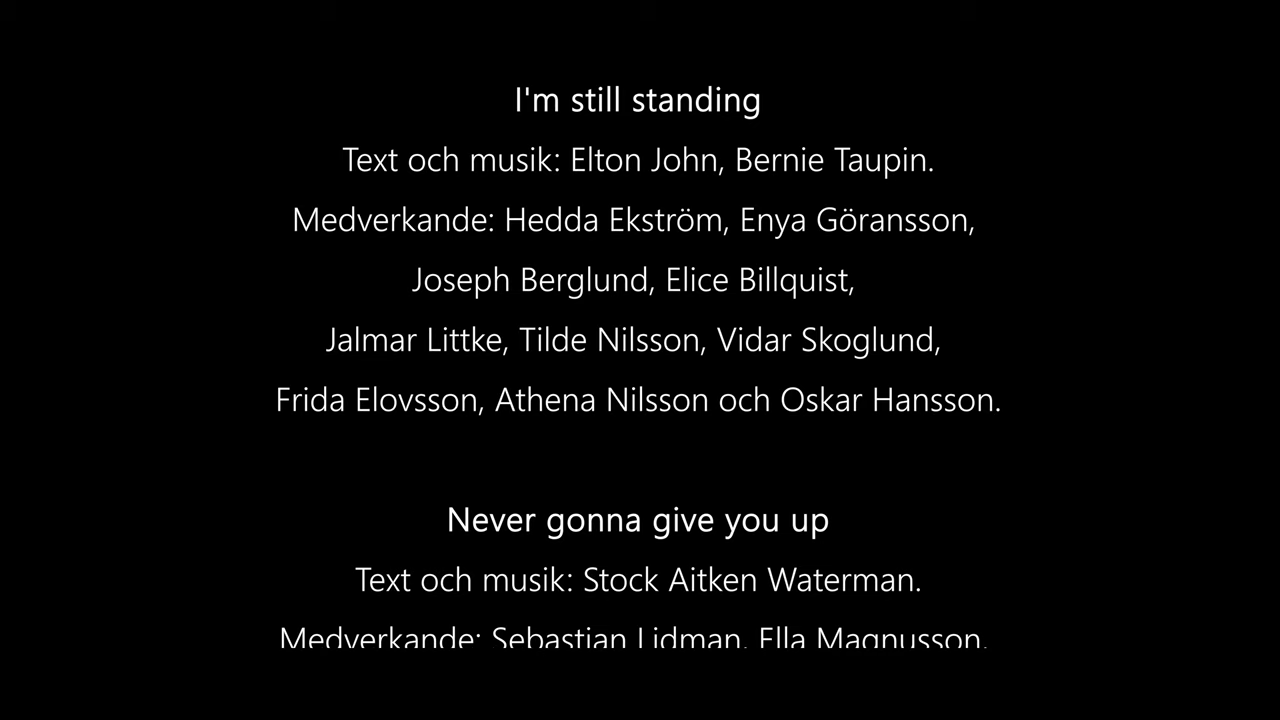 I'm still standing
Text och musik: Elton John, Bernie Taupin.
Medverkande: Hedda Ekström, Enya Göransson,
Joseph Berglund, Elice Billquist,
Jalmar Littke, Tilde Nilsson, Vidar Skoglund,
Frida Elovsson, Athena Nilsson och Oskar Hansson.
Never gonna give you up
Text och musik: Stock Aitken Waterman.
Medverkande: Sebastian Lidman, Ella Magnusson,